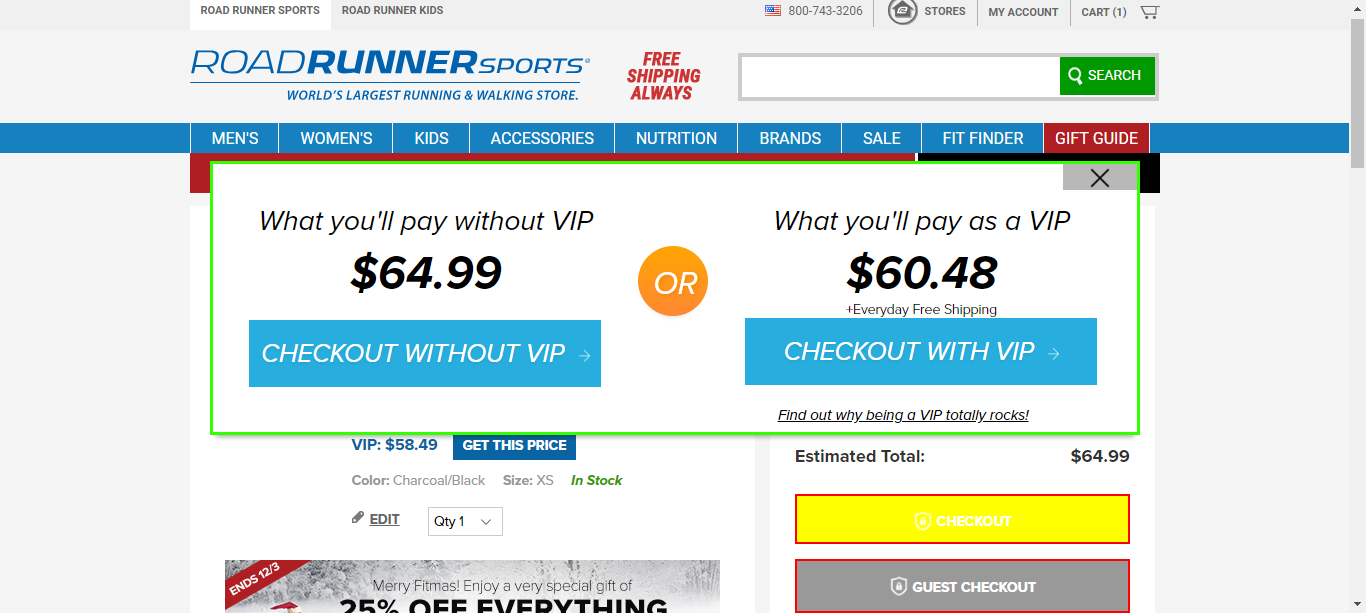 ROAD RUNNER SPORTS
ROAD RUNNER KIDS
800-743-3206
STORES
MY ACCOUNT
CART (1)
ROADRUNNERSPORTS®
WORLD'S LARGEST RUNNING & WALKING STORE.
FREE
SHIPPING
ALWAYS
SEARCH
MEN'S
WOMEN'S
KIDS
ACCESSORIES
NUTRITION
BRANDS
SALE
FIT FINDER
GIFT GUIDE
What you'll pay without VIP
$64.99
CHECKOUT WITHOUT VIP →
OR
What you'll pay as a VIP
$60.48
+Everyday Free Shipping
CHECKOUT WITH VIP →
Find out why being a VIP totally rocks!
VIP: $58.49
GET THIS PRICE
Color: Charcoal/Black Size: XS In Stock
EDIT
Qty 1
ENDS 12/3
Merry Fitmas! Enjoy a very special gift of
25% OFF EVERYTHING
Estimated Total: $64.99
CHECKOUT
GUEST CHECKOUT